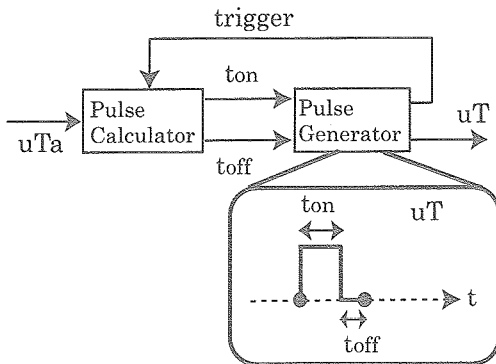 trigger
ton
Pulse
Calculator
Pulse
Generator
uTa
uT
toff
uT
ton
t
toff